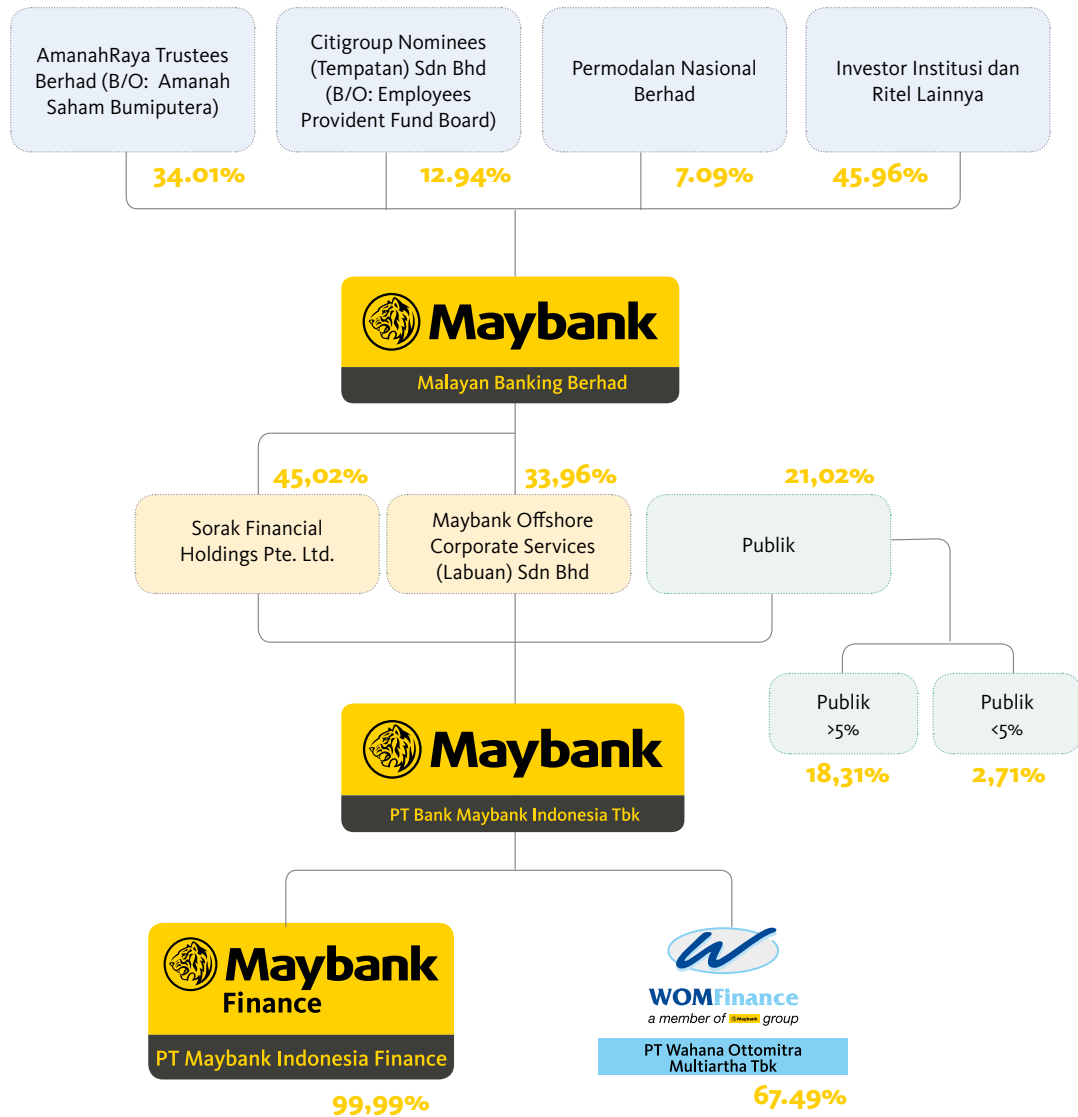 AmanahRaya Trustees
Berhad (B/O: Amanah
Saham Bumiputera)
Citigroup Nominees
(Tempatan) Sdn Bhd
(B/O: Employees
Provident Fund Board)
Permodalan Nasional
Berhad
Investor Institusi dan
Ritel Lainnya
34.01%
12.94%
7.09%
45.96%
Maybank
Malayan Banking Berhad
45,02%
33,96%
21,02%
Sorak Financial
Holdings Pte. Ltd.
Maybank Offshore
Corporate Services
(Labuan) Sdn Bhd
Publik
Publik
>5%
Publik
<5%
18,31%
2,71%
Maybank
PT Bank Maybank Indonesia Tbk
Maybank
Finance
PT Maybank Indonesia Finance
99,99%
W
WOMFinance
a member of Maybank group
PT Wahana Ottomitra
Multiartha Tbk
67.49%